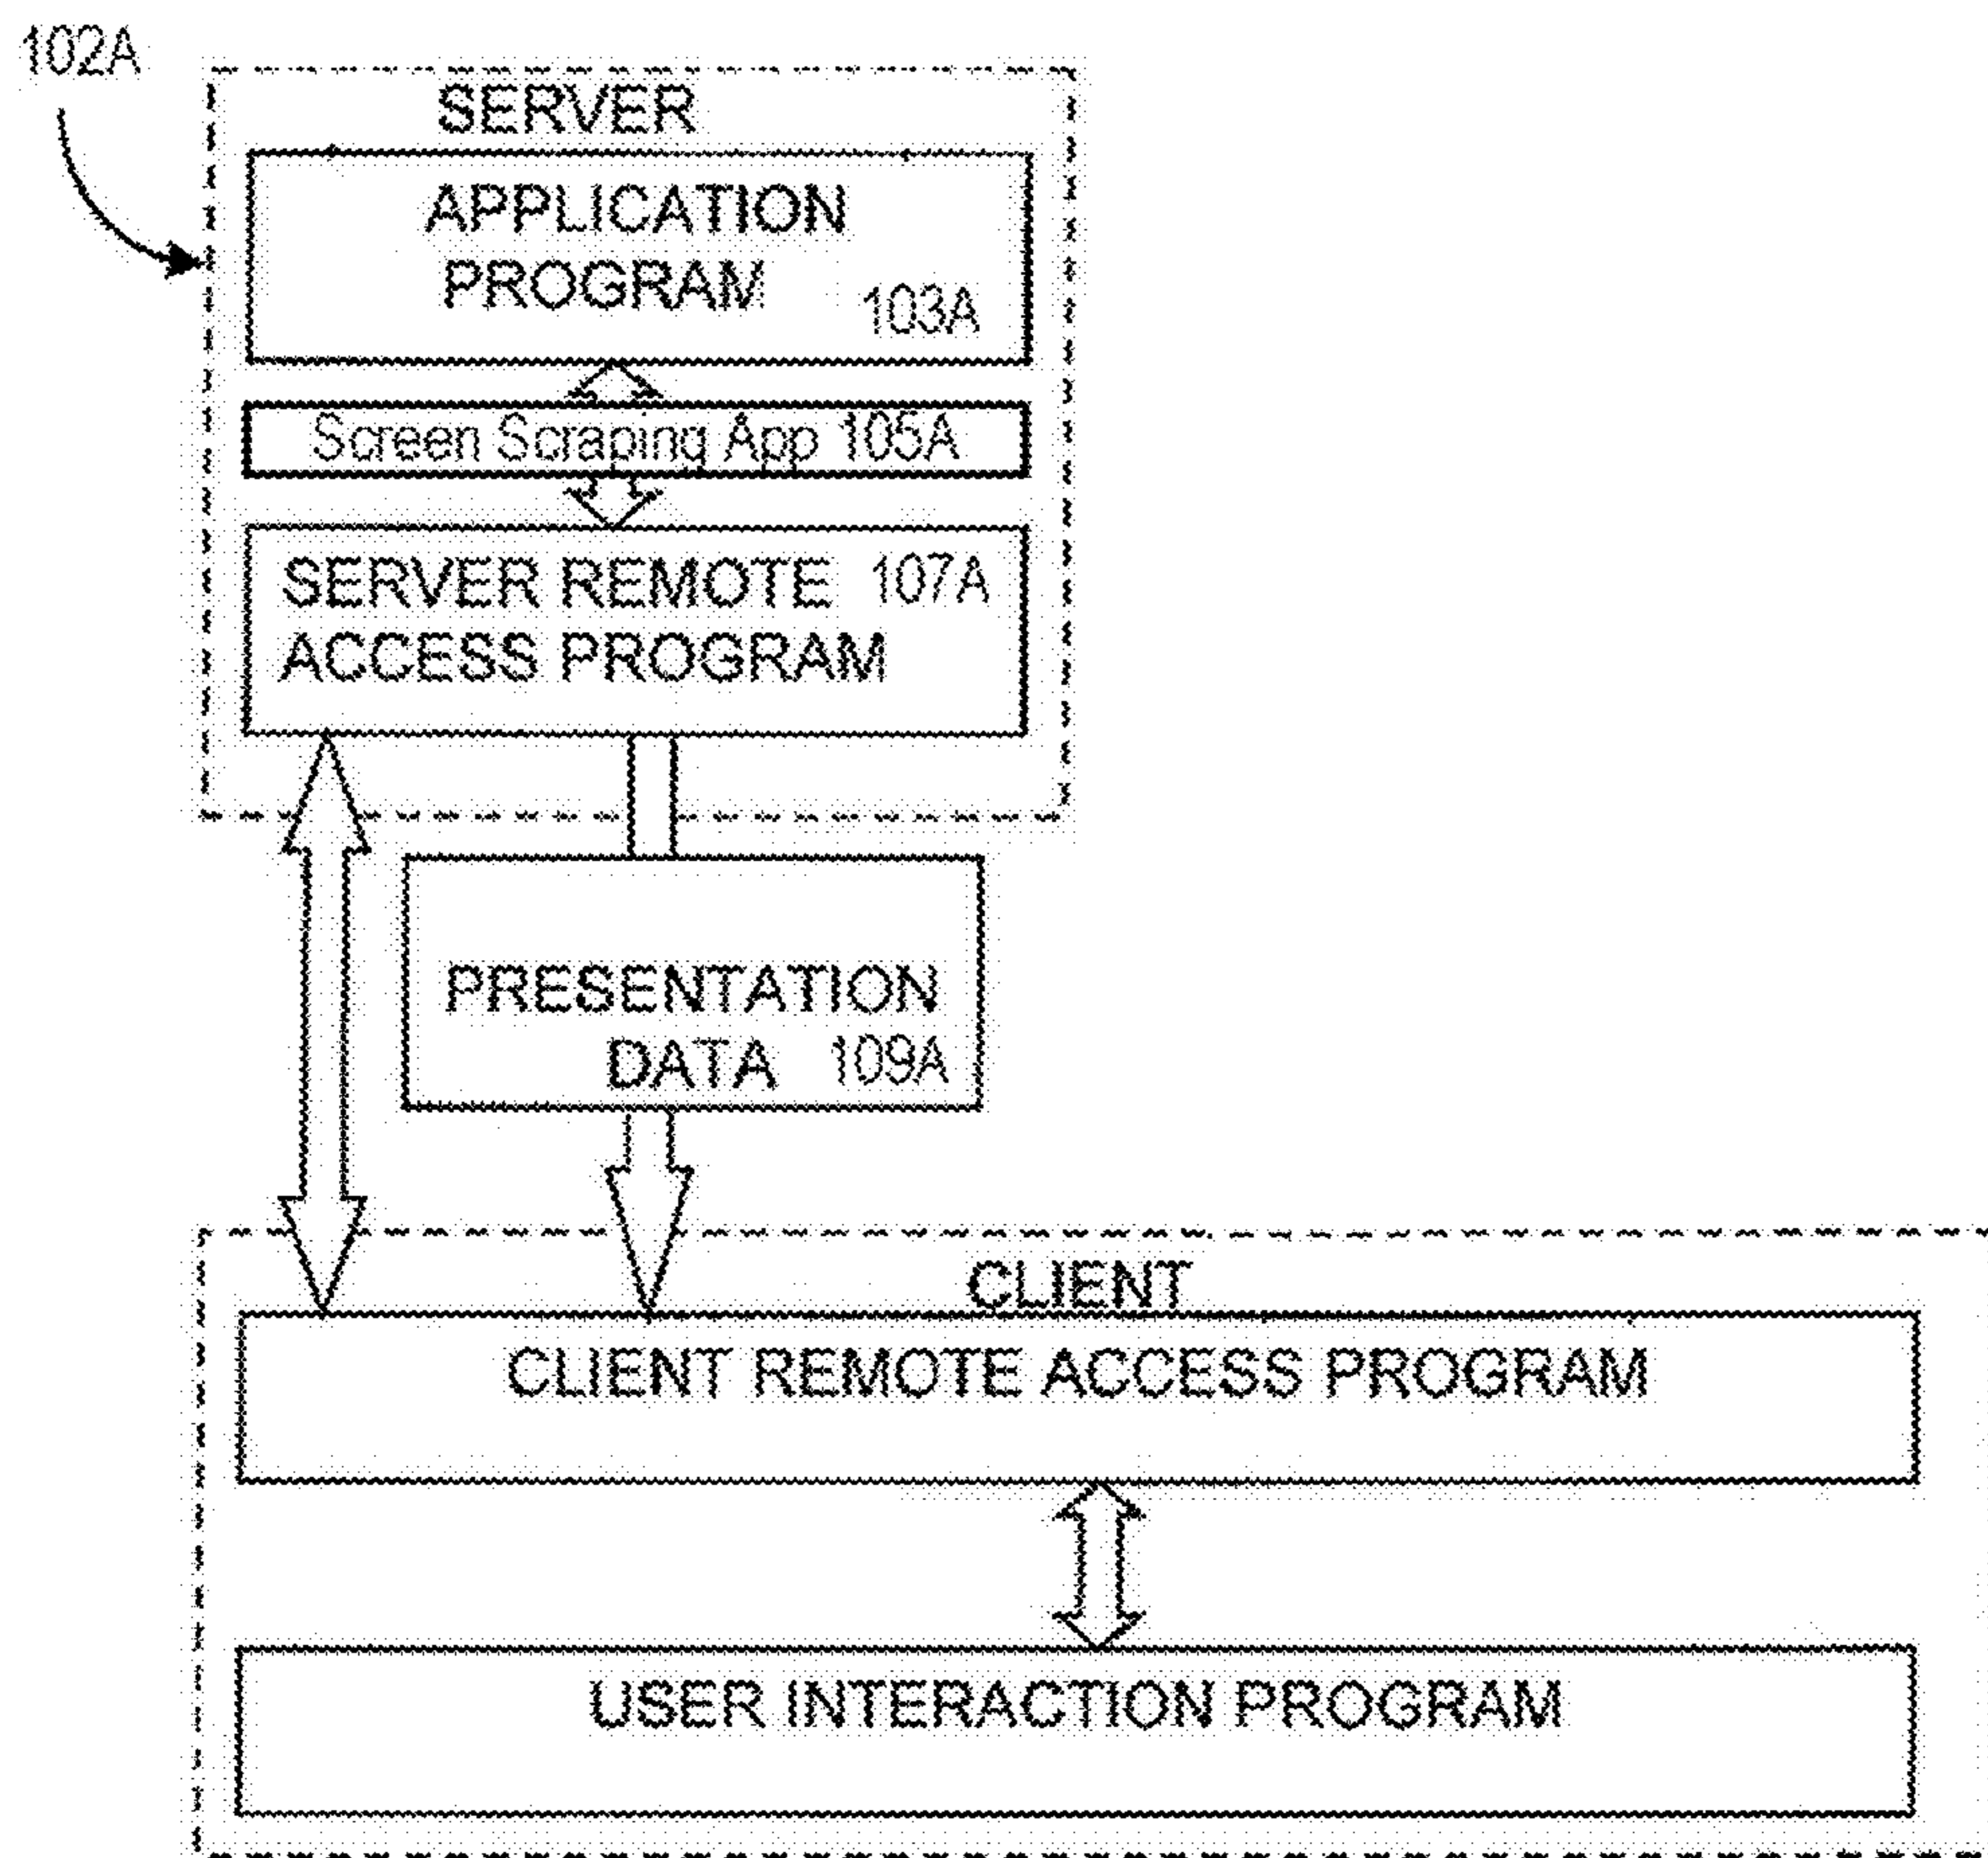 102A
SERVER
APPLICATION
PROGRAM
103A
Screen Scraping App 105A
SERVER REMOTE 107A
ACCESS PROGRAM
PRESENTATION
DATA 109A
CLIENT
CLIENT REMOTE ACCESS PROGRAM
USER INTERACTION PROGRAM